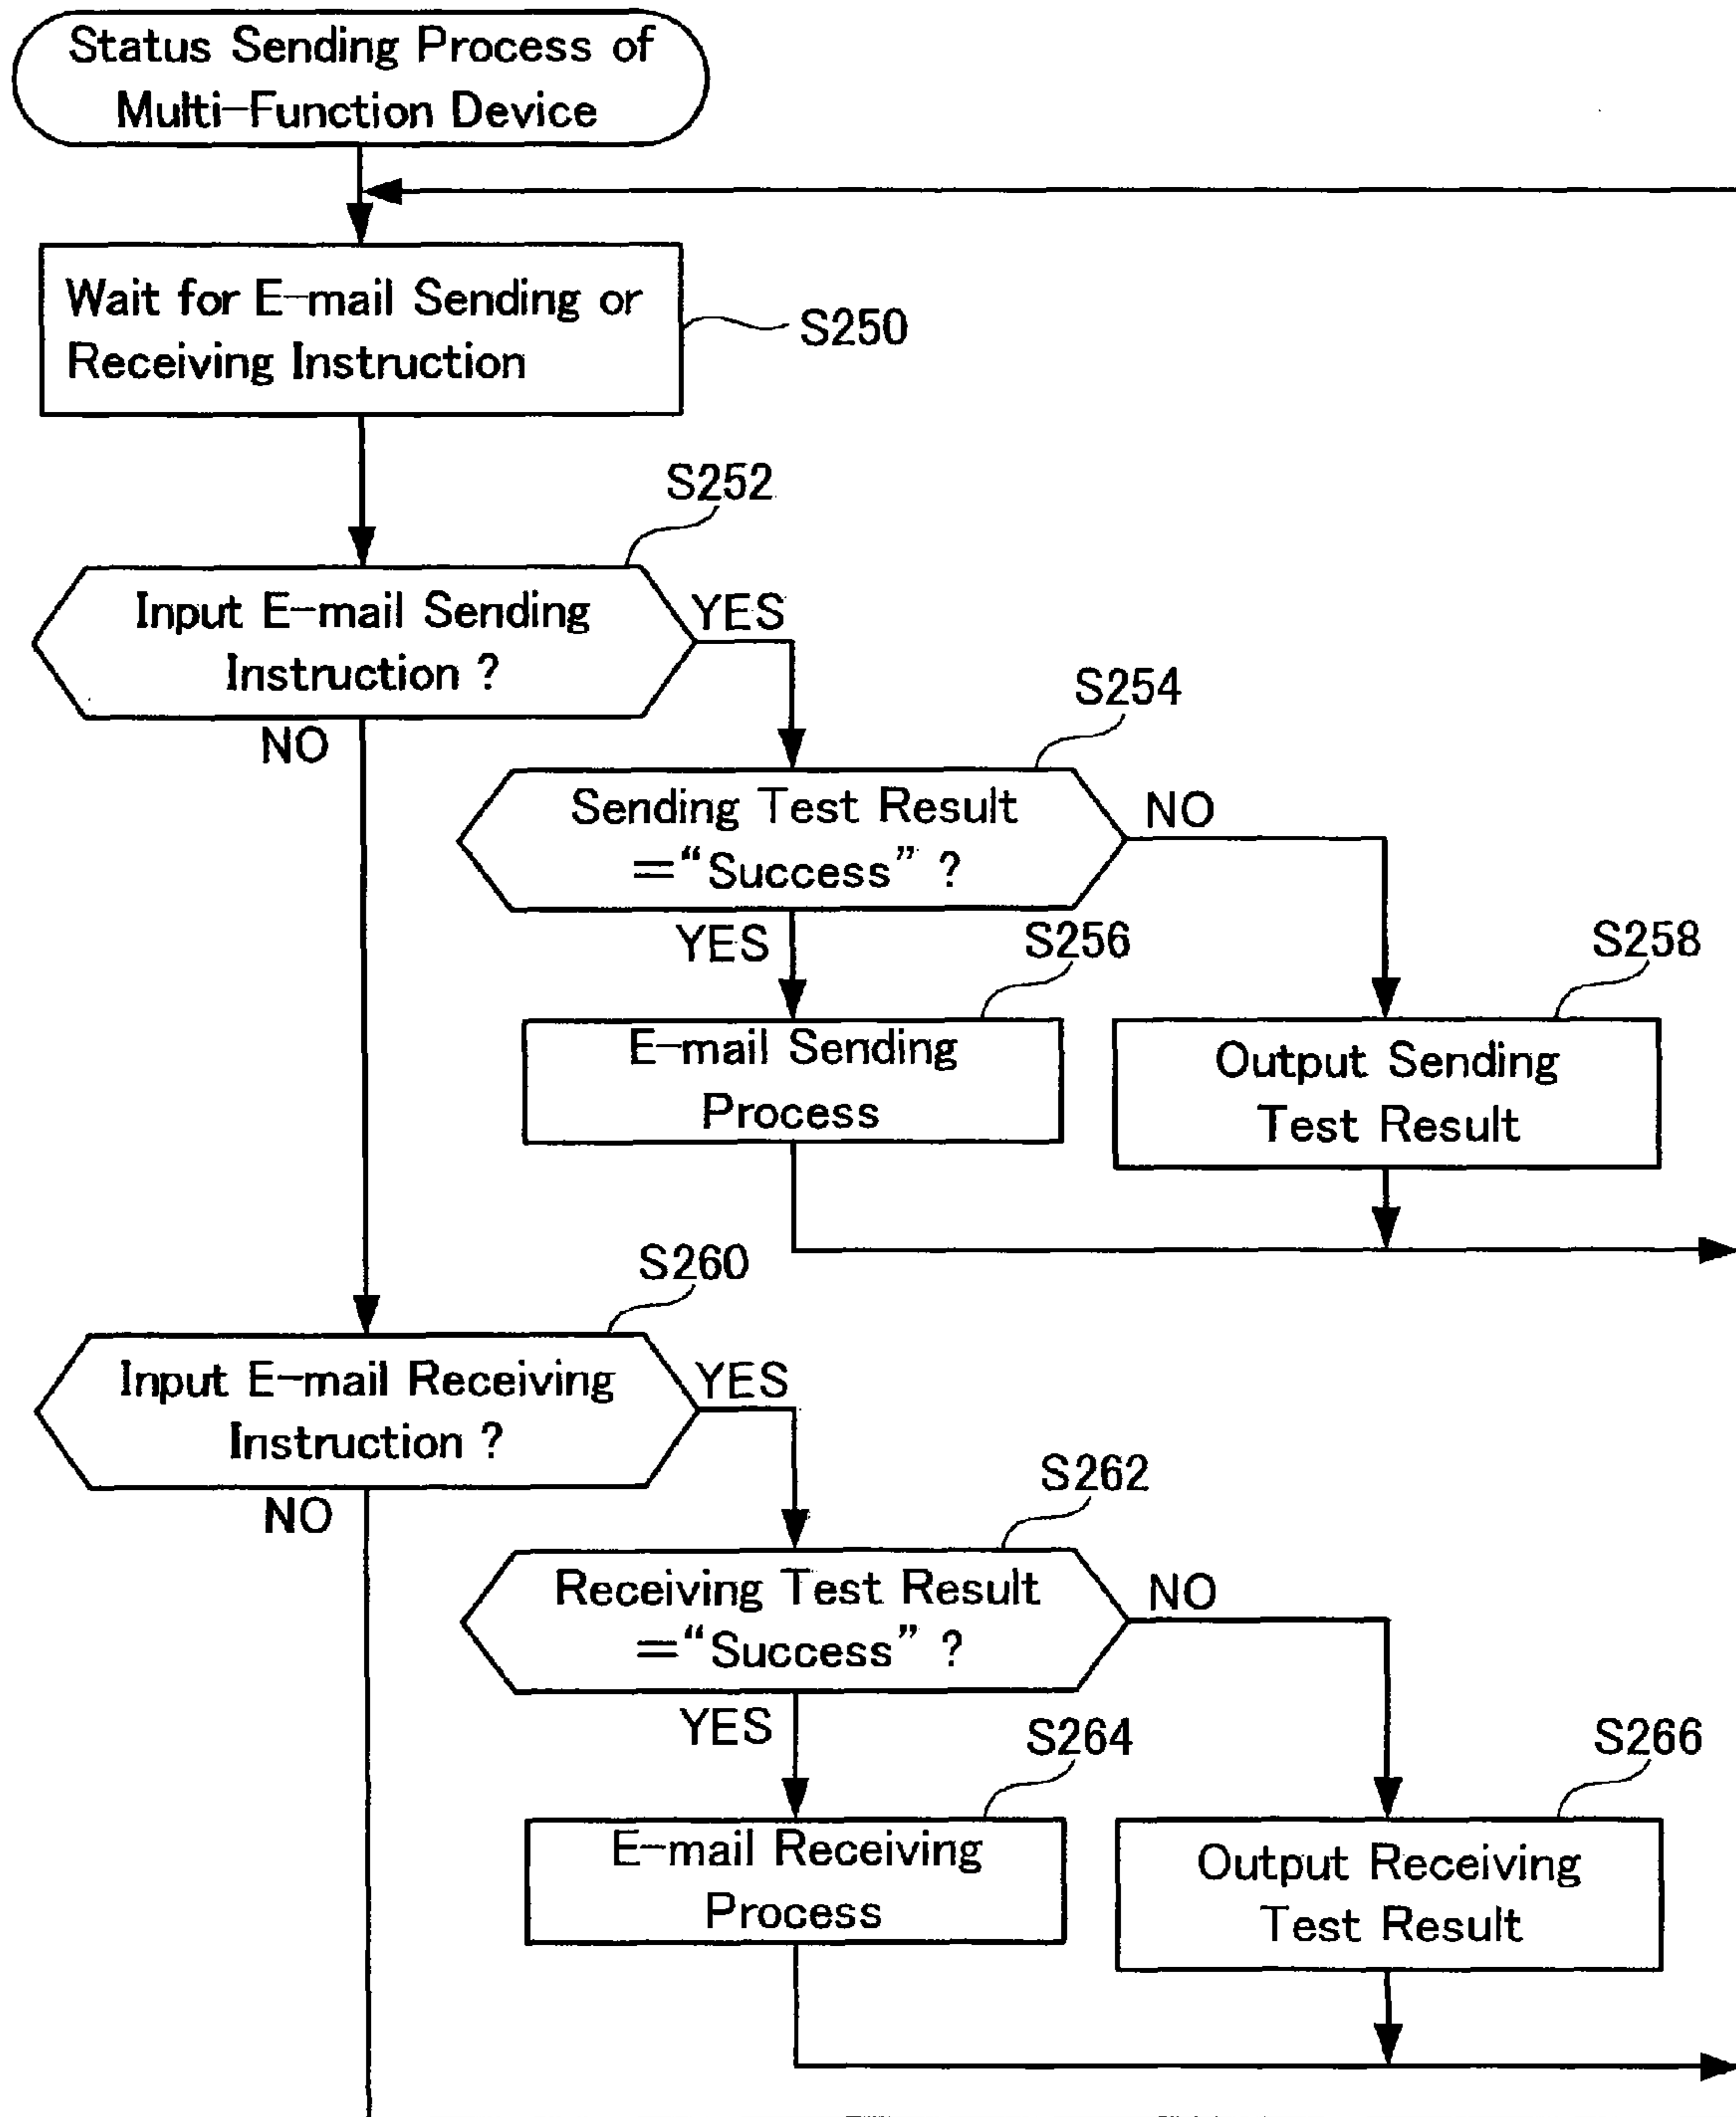 Status Sending Process of
Multi-Function Device
Wait for E-mail Sending or
Receiving Instruction
S250
S252
Input E-mail Sending
Instruction ?
YES
NO
S254
Sending Test Result
="Success" ?
NO
YES
S256
S258
E-mail Sending
Process
Output Sending
Test Result
S260
Input E-mail Receiving
Instruction ?
YES
NO
S262
Receiving Test Result
="Success" ?
NO
YES
S264
S266
E-mail Receiving
Process
Output Receiving
Test Result